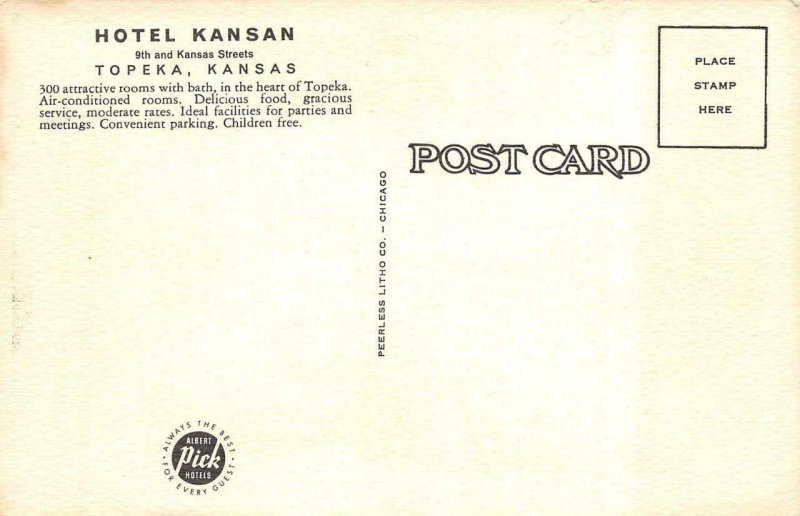 HOTEL KANSAN
9th and Kansas Streets
TOPEKA, KANSAS
300 attractive rooms with bath, in the heart of Topeka.
Air-conditioned rooms. Delicious food, gracious
service, moderate rates. Ideal facilities for parties and
meetings. Convenient parking. Children free.
PLACE
STAMP
HERE
POST CARD
PEERLESS LITHO CO. – CHICAGO
• ALWAYS THE BEST •
ALBERT
Pick
HOTELS
FOR EVERY GUEST